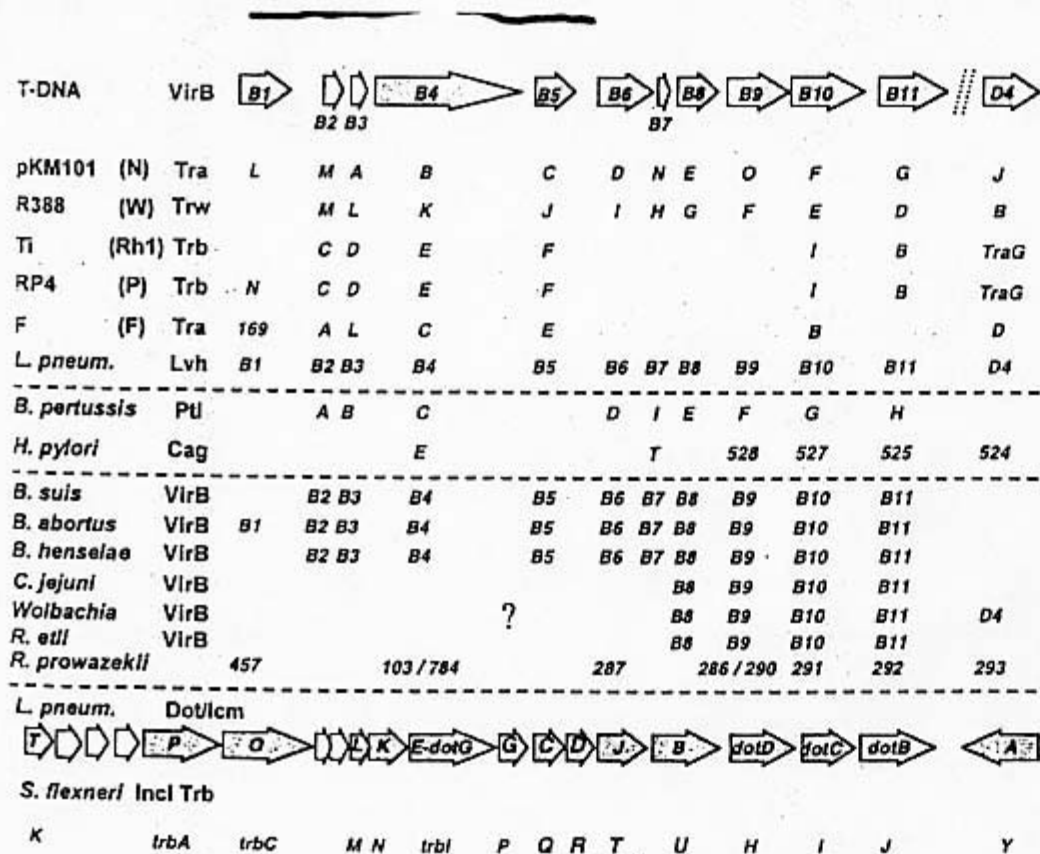 T-DNA VirB B1 B4 B5 B6 B8 B9 B10 B11 D4
B2 B3 B7
pKM101 (N) Tra L M A B C D N E O F G J
R388 (W) Trw M L K J I H G F E D B
Ti (Rh1) Trb C D E F I B TraG
RP4 (P) Trb N C D E F I B TraG
F (F) Tra 169 A L C E B D
L. pneum. Lvh B1 B2 B3 B4 B5 B6 B7 B8 B9 B10 B11 D4
B. pertussis Ptl A B C D I E F G H
H. pylori Cag E T 528 527 525 524
B. suis VirB B2 B3 B4 B5 B6 B7 B8 B9 B10 B11
B. abortus VirB B1 B2 B3 B4 B5 B6 B7 B8 B9 B10 B11
B. henselae VirB B2 B3 B4 B5 B6 B7 B8 B9 B10 B11
C. jejuni VirB B8 B9 B10 B11
Wolbachia VirB ? B8 B9 B10 B11 D4
R. etli VirB B8 B9 B10 B11
R. prowazekii 457 103 / 784 287 286 / 290 291 292 293
L. pneum. Dot/Icm
T P O L K E-dotG G C D J B dotD dotC dotB A
S. flexneri IncI Trb
K trbA trbC M N trbI P Q R T U H I J Y